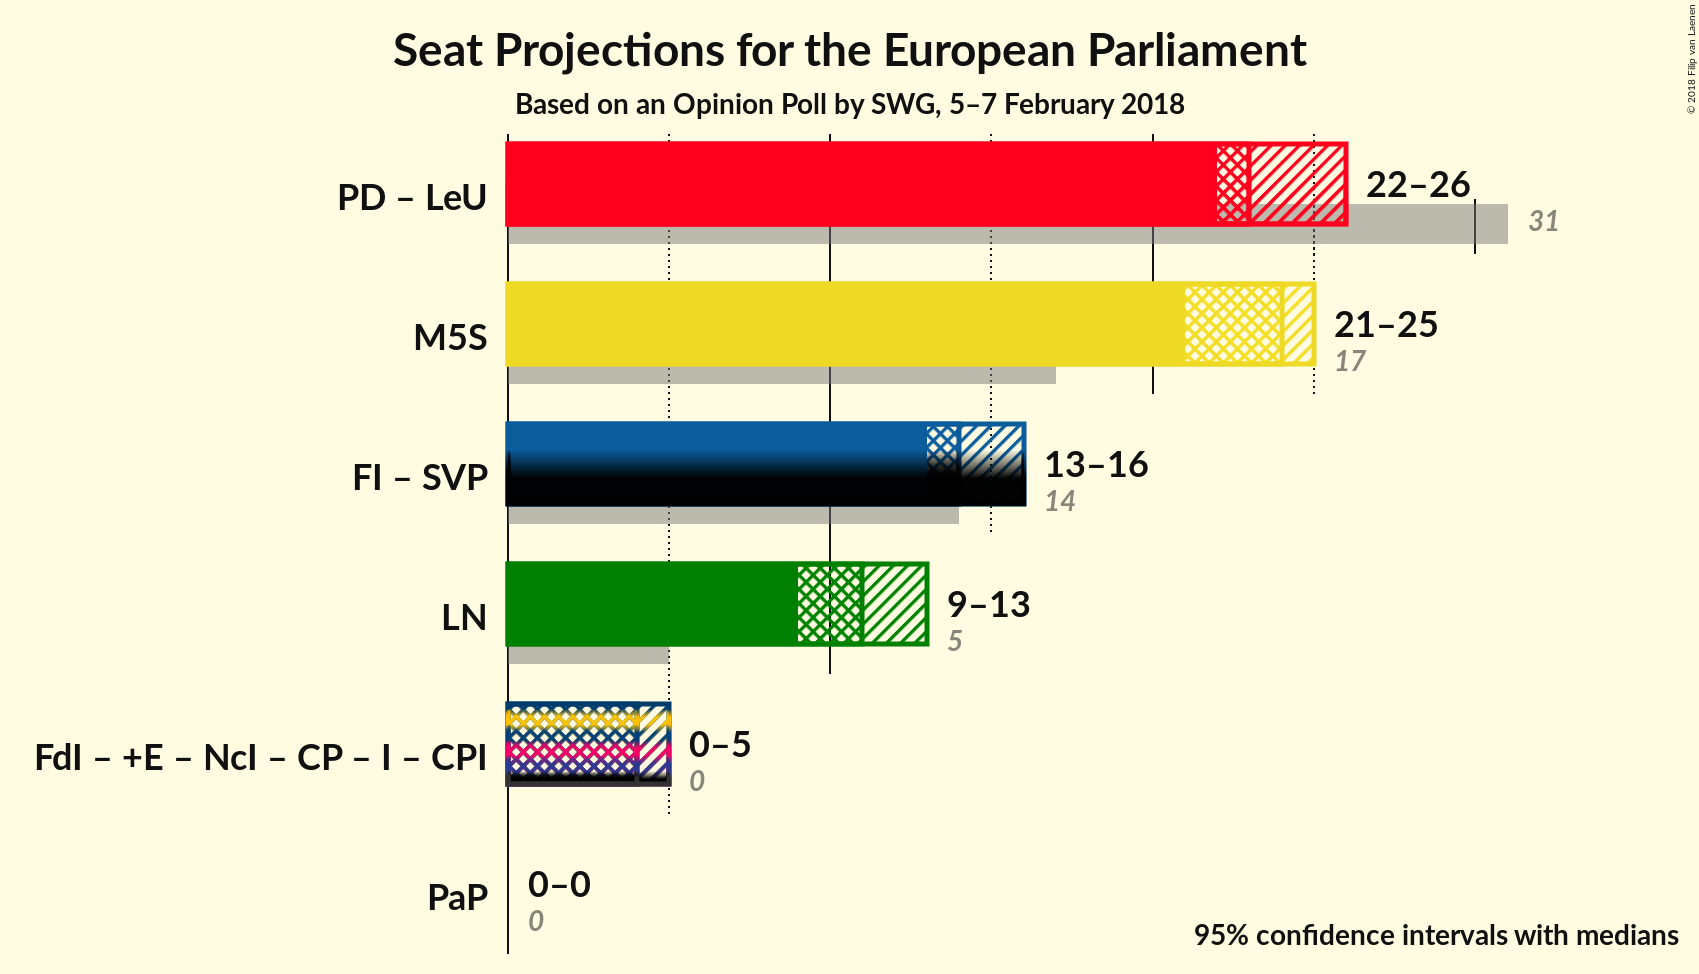 Seat Projections for the European Parliament
Based on an Opinion Poll by SWG, 5–7 February 2018
© 2018 Filip van Laenen
PD – LeU
22–26
31
M5S
21–25
17
FI – SVP
13–16
14
LN
9–13
5
FdI – +E – NcI – CP – I – CPI
0–5
0
PaP
0–0
0
95% confidence intervals with medians